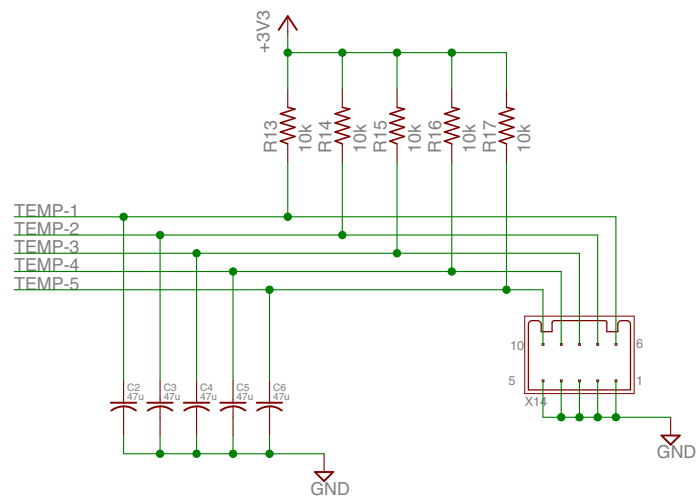 +3V3
R13
10k
R14
10k
R15
10k
R16
10k
R17
10k
TEMP-1
TEMP-2
TEMP-3
TEMP-4
TEMP-5
10
6
5
1
X14
C2
47u
C3
47u
C4
47u
C5
47u
C6
47u
GND
GND